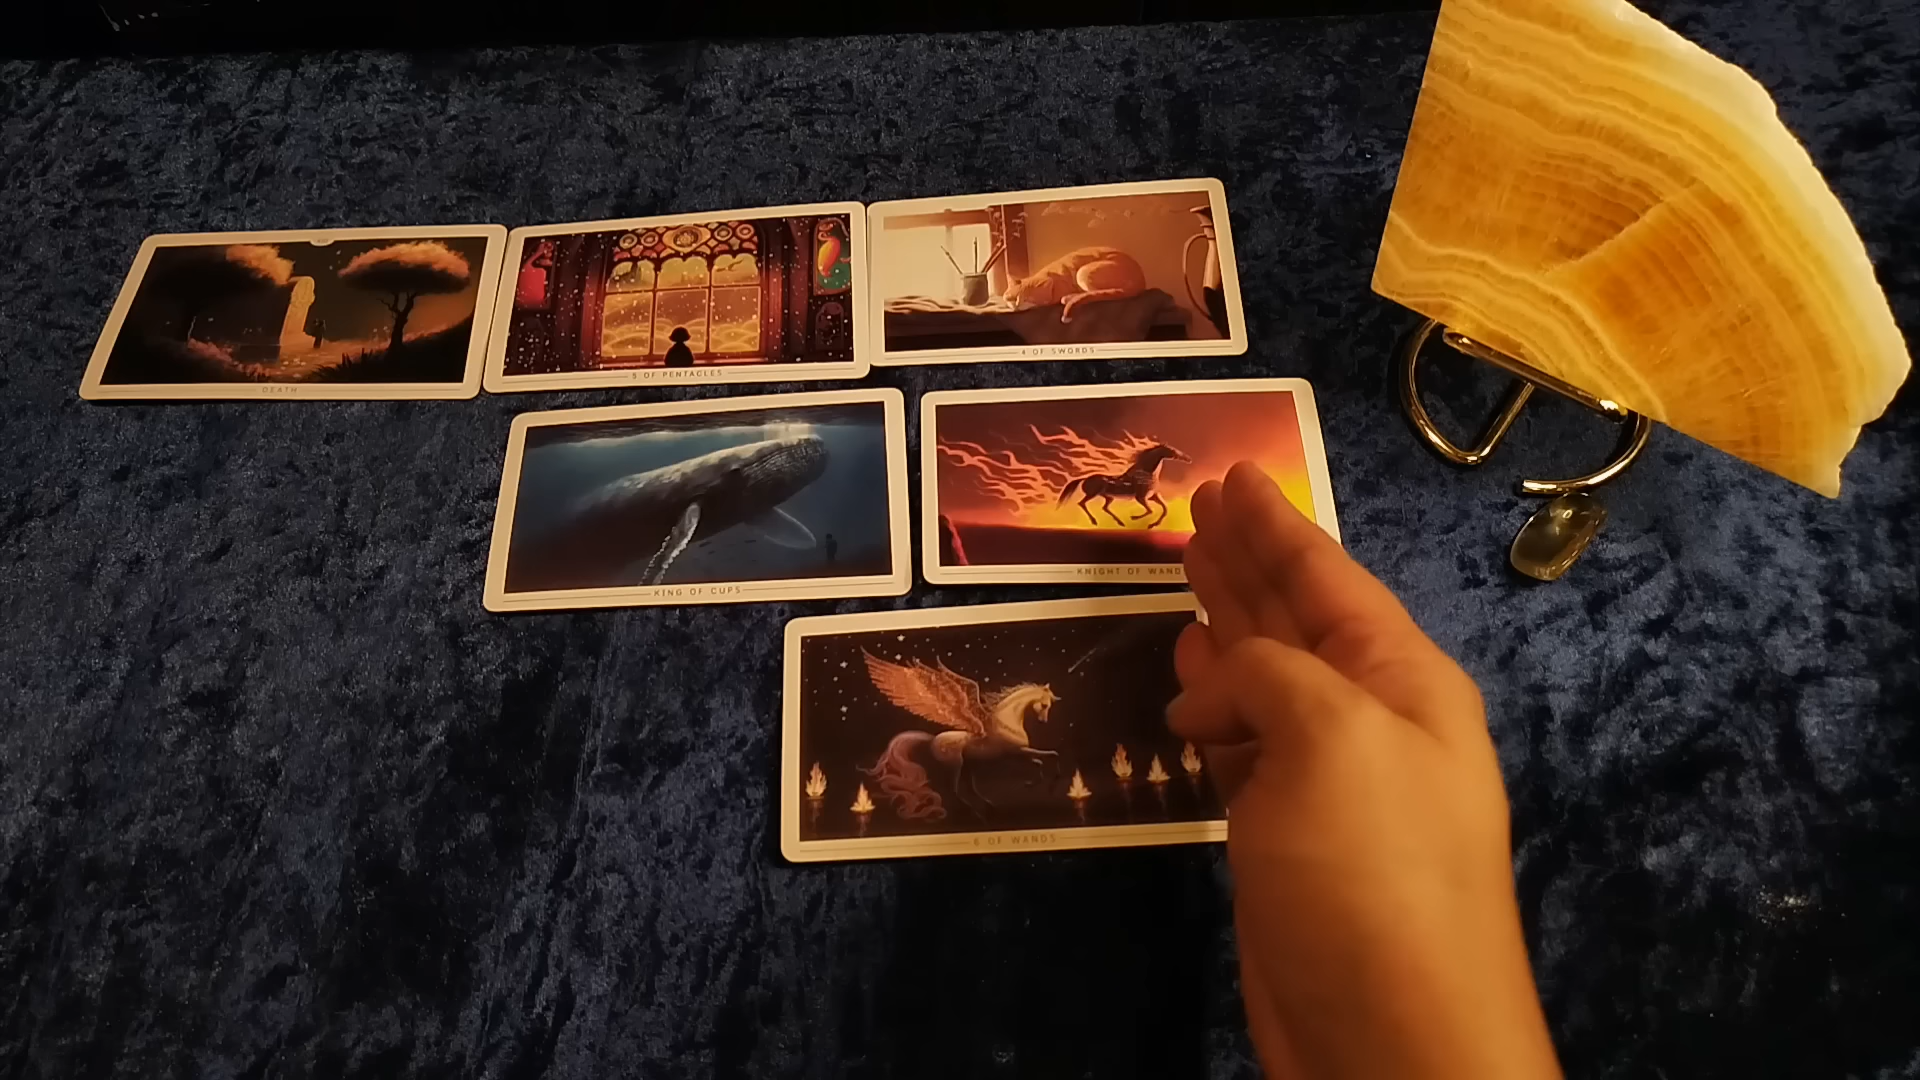 DEATH
5 OF PENTACLES
4 OF SWORDS
KING OF CUPS
KNIGHT OF WAND
6 OF WANDS